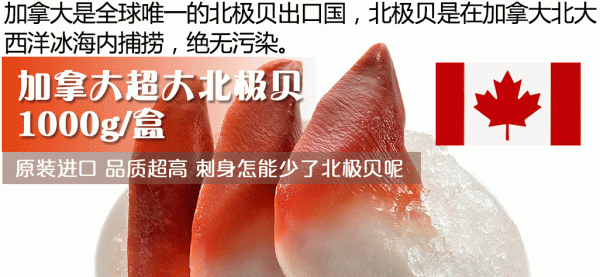 加拿大是全球唯一的北极贝出口国，北极贝是在加拿大北大
西洋冰海内捕捞，绝无污染。
加拿大超大北极贝
1000g/盒
原装进口 品质超高 刺身怎能少了北极贝呢